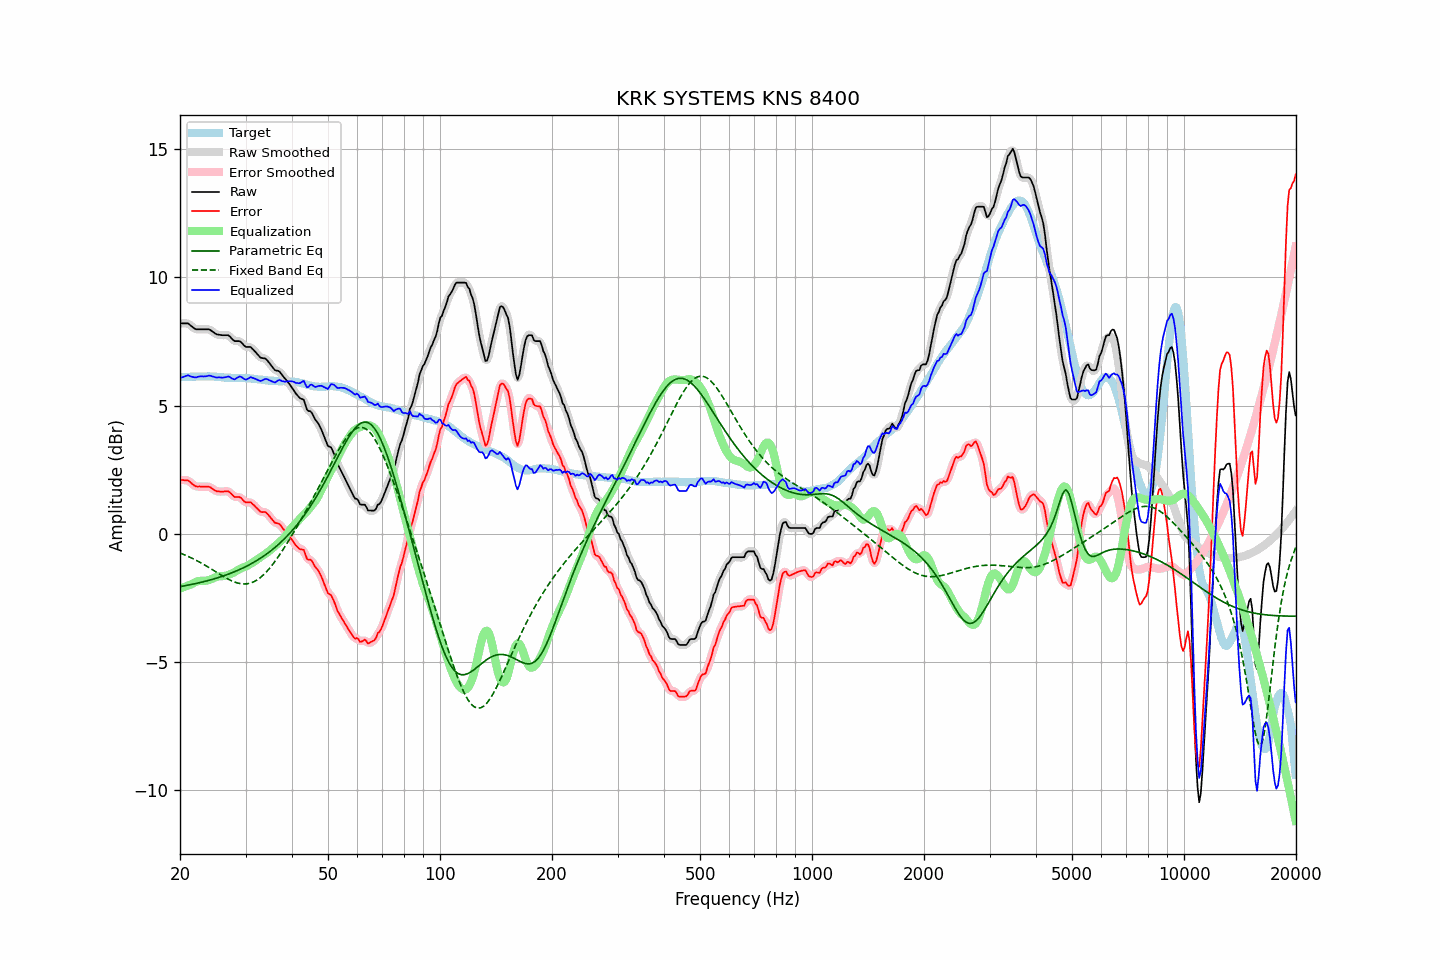 KRK SYSTEMS KNS 8400
Target
Raw Smoothed
Error Smoothed
Raw
Error
Equalization
Parametric Eq
Fixed Band Eq
Equalized
15
10
5
0
−5
−10
Amplitude (dBr)
20 50 100 200 500 1000 2000 5000 10000 20000
Frequency (Hz)